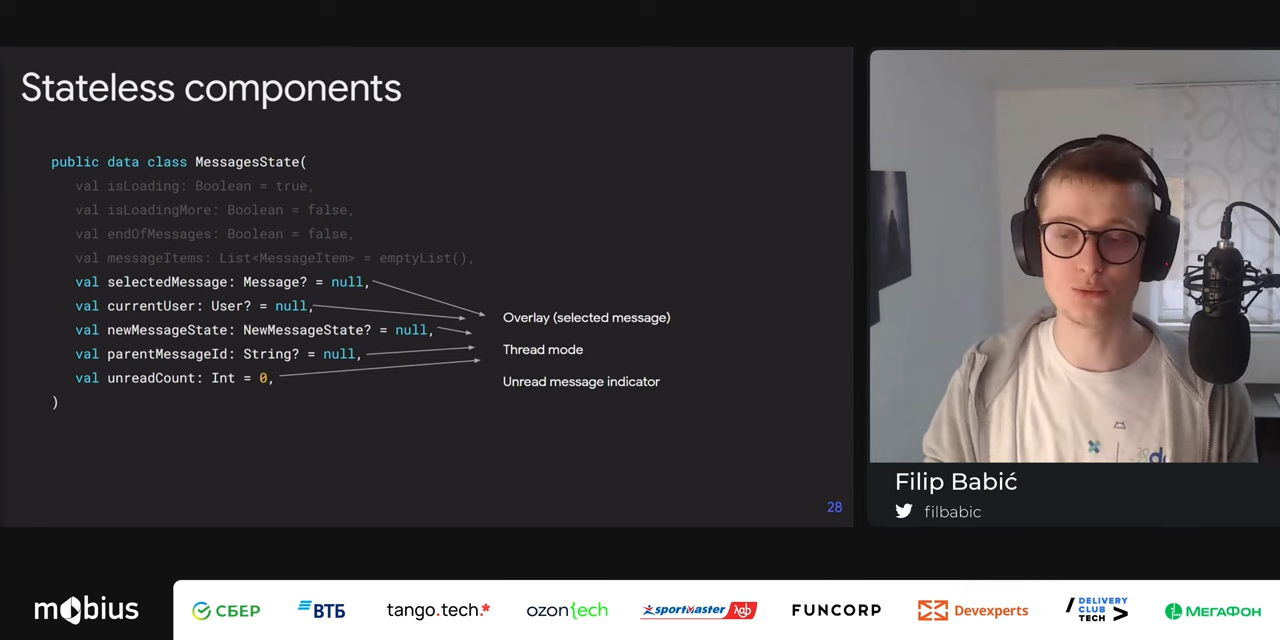 Stateless components
public data class MessagesState(
val isLoading: Boolean = true,
val isLoadingMore: Boolean = false,
val endOfMessages: Boolean = false,
val messageItems: List<MessageItem> = emptyList(),
val selectedMessage: Message? = null,
val currentUser: User? = null,
val newMessageState: NewMessageState? = null,
val parentMessageId: String? = null,
val unreadCount: Int = 0,
)
Overlay (selected message)
Thread mode
Unread message indicator
28
Filip Babić
filbabic
mobius
СБЕР
ВТБ
tango.tech.*
ozon{ech
sportmaster lab
FUNCORP
Devexperts
/DELIVERY
CLUB
TECH >
МЕГАФОН